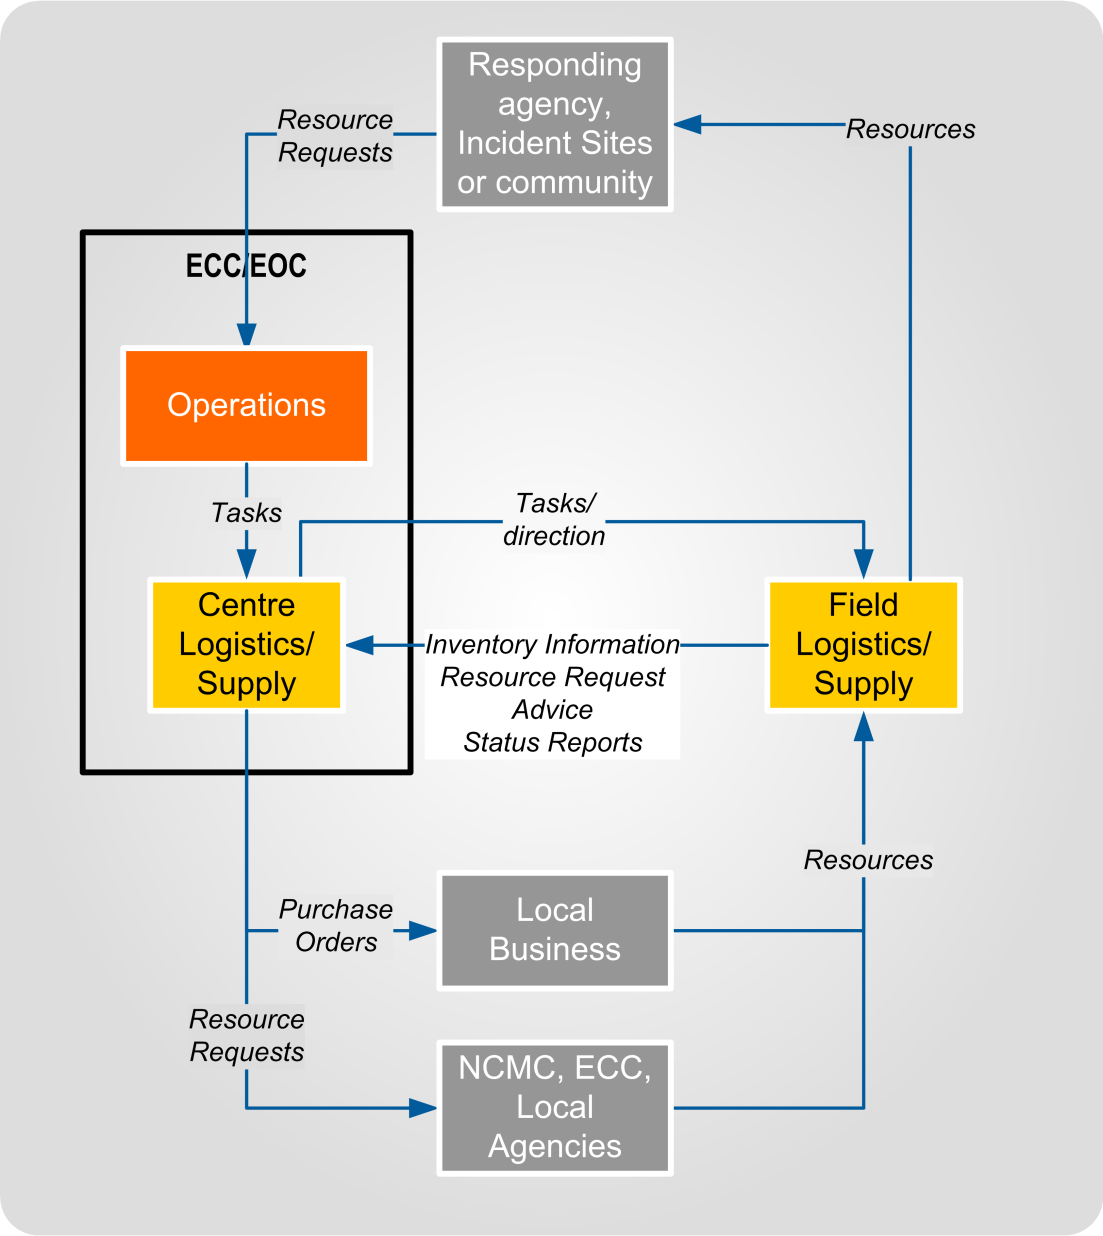 Responding
agency,
Incident Sites
or community
Resource
Requests
Resources
ECC/EOC
Operations
Tasks
Tasks/
direction
Centre
Logistics/
Supply
Inventory Information
Resource Request
Advice
Status Reports
Field
Logistics/
Supply
Resources
Purchase
Orders
Local
Business
Resource
Requests
NCMC, ECC,
Local
Agencies